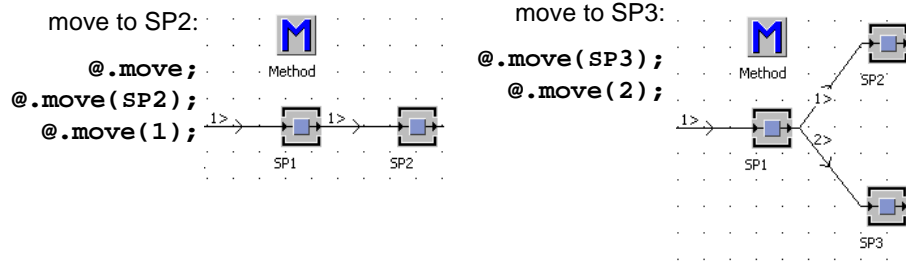 move to SP2:
@.move;
@.move(SP2);
@.move(1);
M
Method
1>
1>
SP1
SP2
move to SP3:
@.move(SP3);
@.move(2);
M
Method
1>
1>
2>
SP1
SP2
SP3